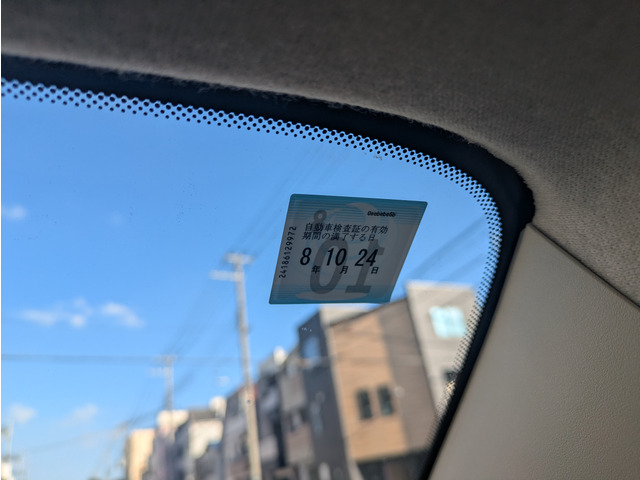 自動車検査証の有効
期間の満了する日
8 10 24
年 月 日
24186129972